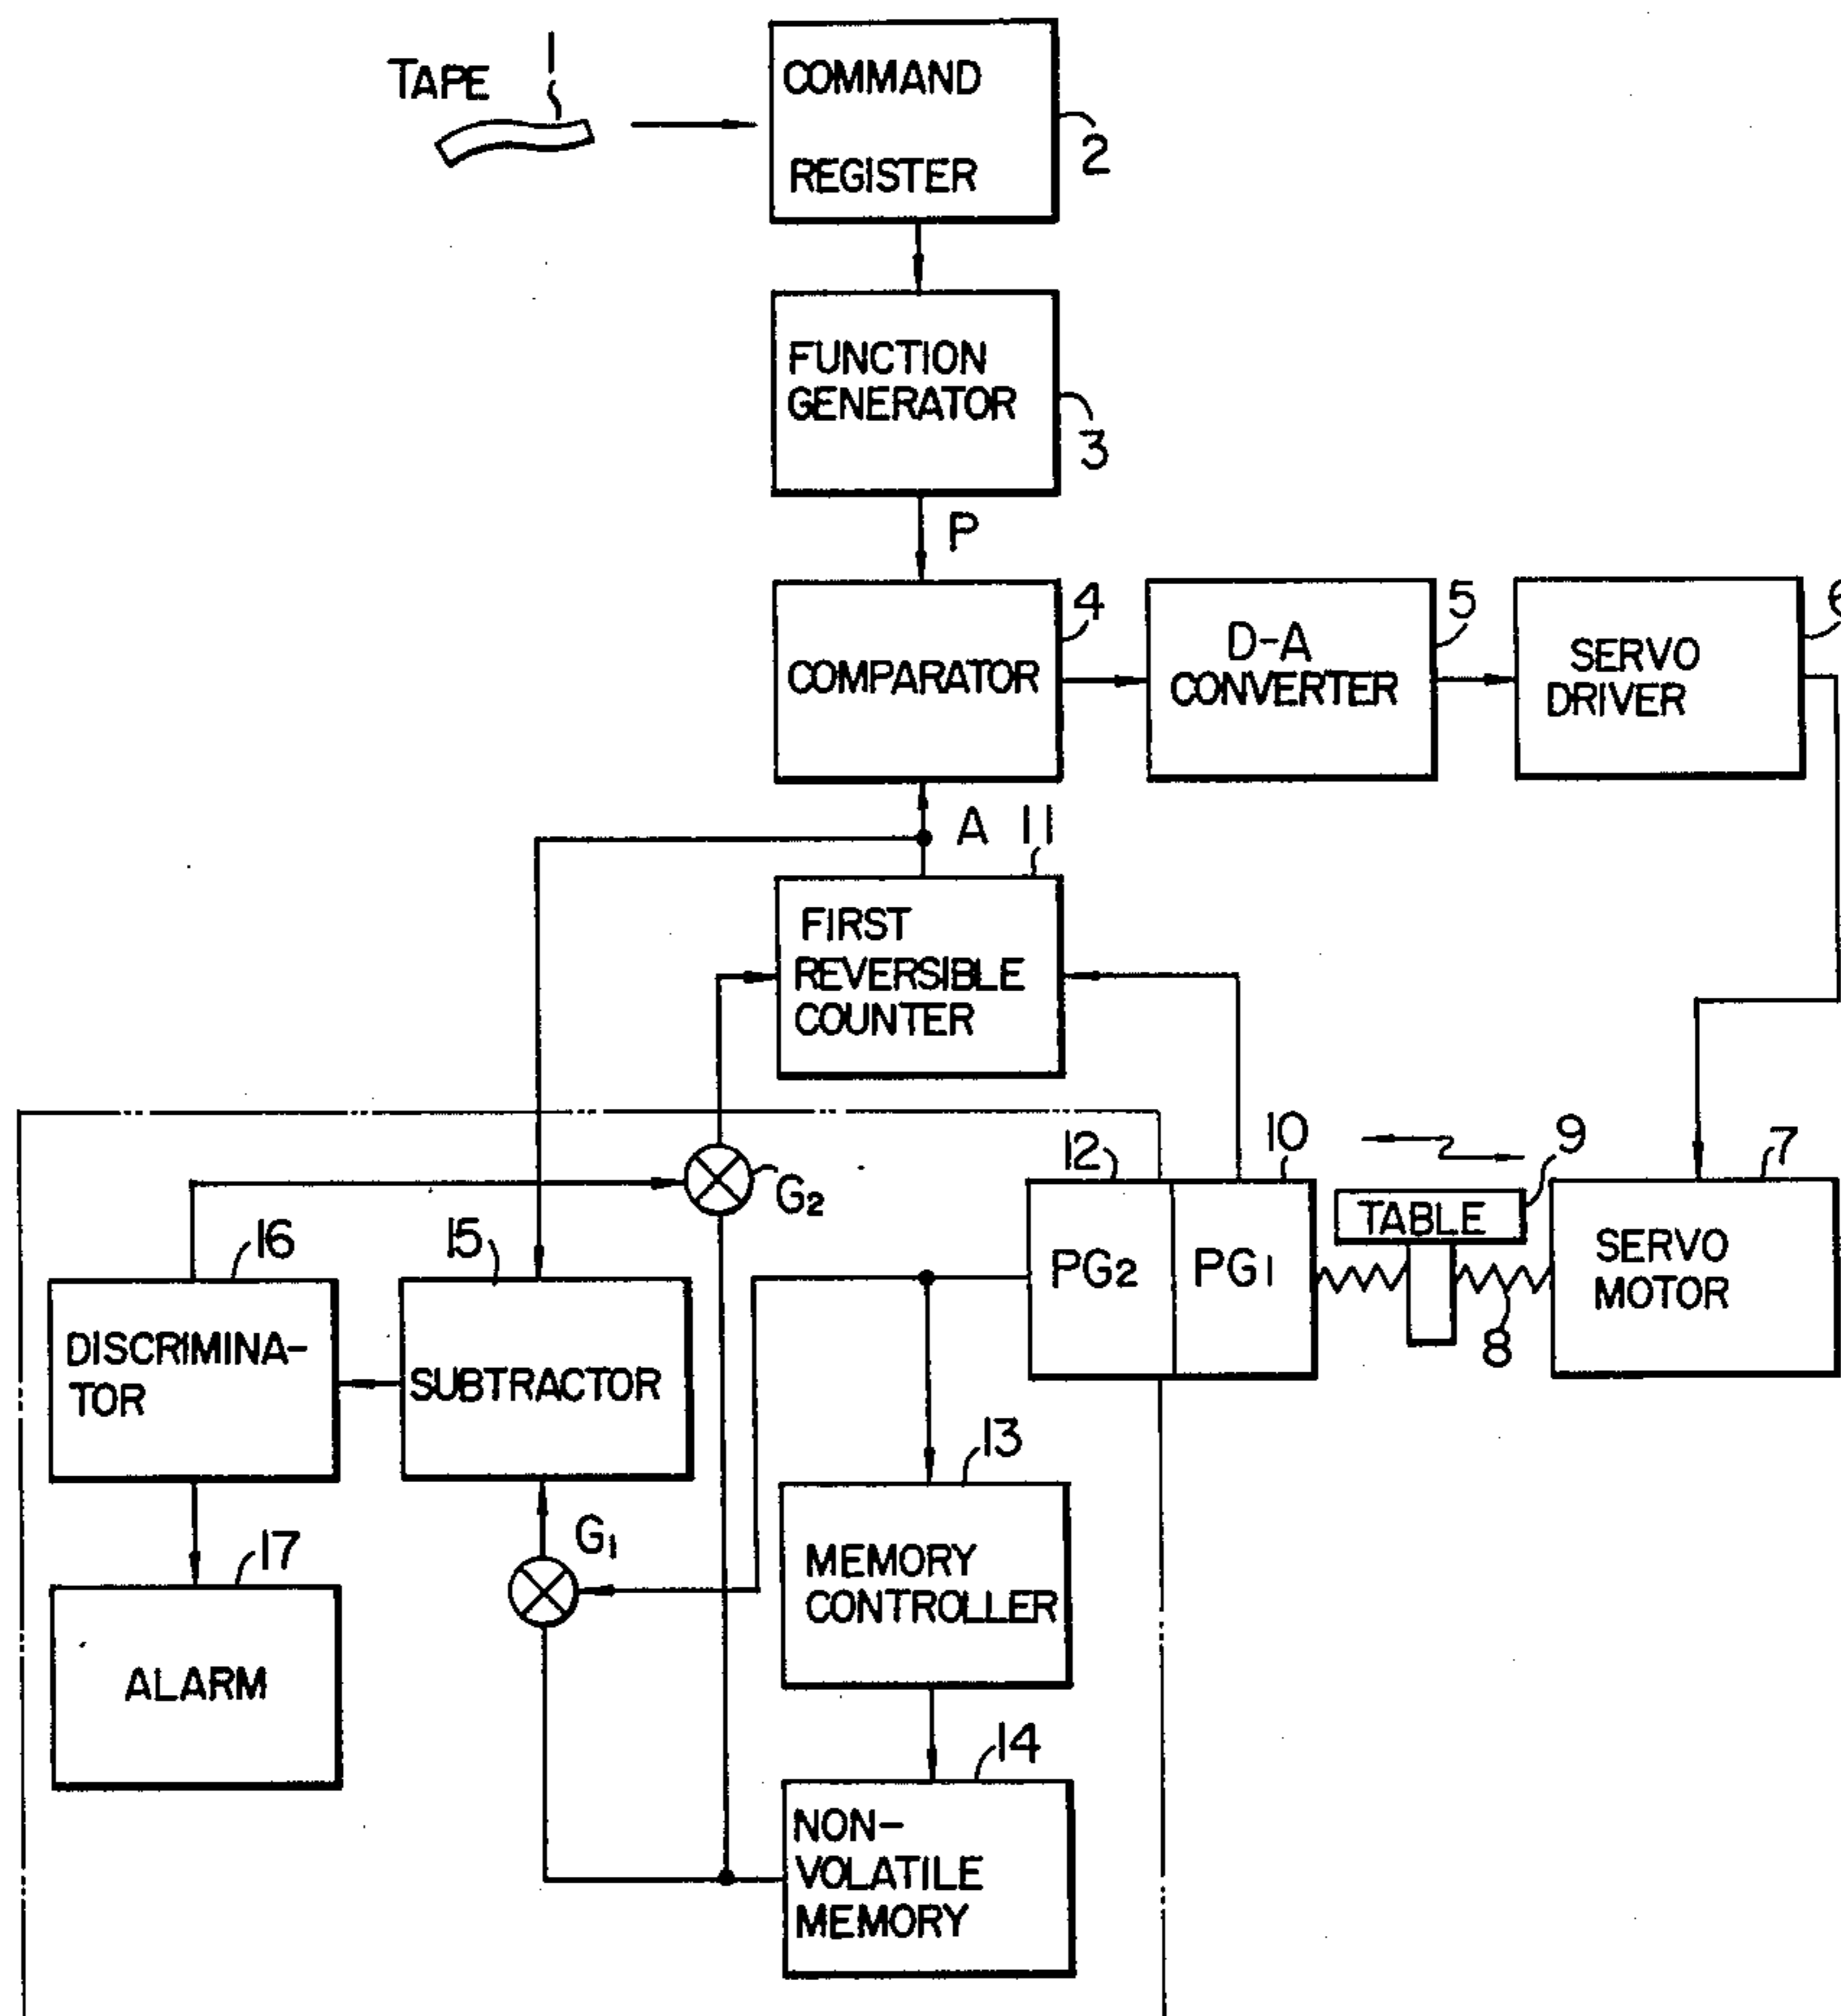 TAPE
1
COMMAND
REGISTER
2
FUNCTION
GENERATOR
3
P
COMPARATOR
4
D-A
CONVERTER
5
SERVO
DRIVER
6
A
11
FIRST
REVERSIBLE
COUNTER
G2
12
10
9
7
PG2
PG1
TABLE
8
SERVO
MOTOR
16
15
DISCRIMINA-
TOR
SUBTRACTOR
13
G1
MEMORY
CONTROLLER
17
ALARM
14
NON-
VOLATILE
MEMORY